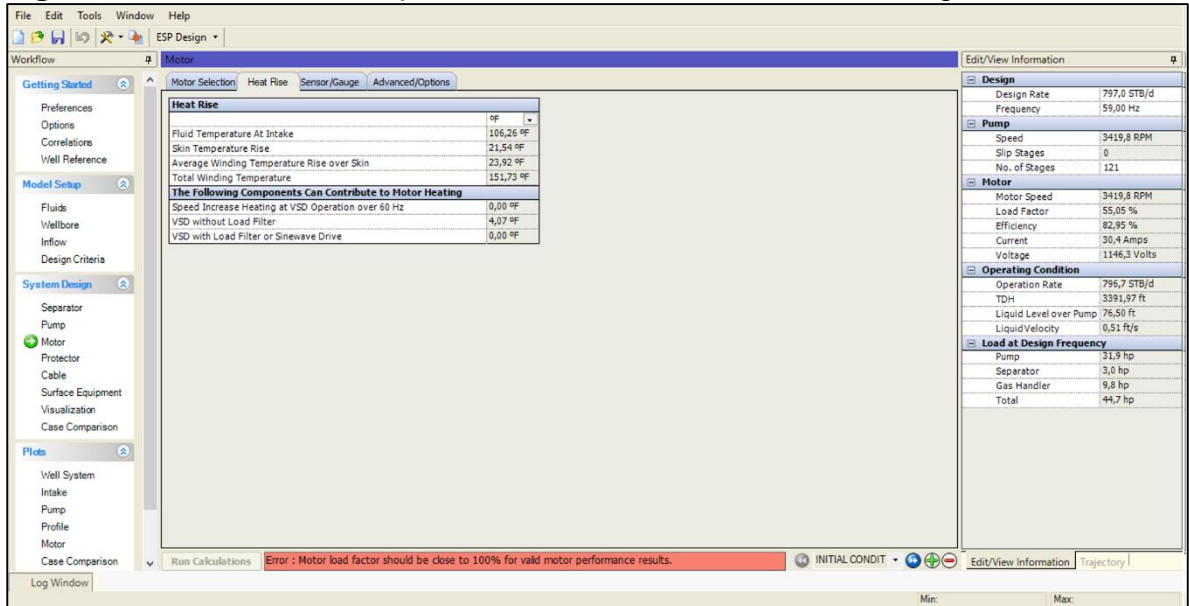 File Edit Tools Window Help
ESP Design
Workflow
Getting Started
Preferences
Options
Correlations
Well Reference
Model Setup
Fluids
Wellbore
Inflow
Design Criteria
System Design
Separator
Pump
Motor
Protector
Cable
Surface Equipment
Visualization
Case Comparison
Plots
Well System
Intake
Pump
Profile
Motor
Case Comparison
Log Window
Motor
Motor Selection Heat Rise Sensor/Gauge Advanced/Options
Heat Rise
ºF
Fluid Temperature At Intake 106,26 ºF
Skin Temperature Rise 21,54 ºF
Average Winding Temperature Rise over Skin 23,92 ºF
Total Winding Temperature 151,73 ºF
The Following Components Can Contribute to Motor Heating
Speed Increase Heating at VSD Operation over 60 Hz 0,00 ºF
VSD without Load Filter 4,07 ºF
VSD with Load Filter or Sinewave Drive 0,00 ºF
Run Calculations Error : Motor load factor should be close to 100% for valid motor performance results. INITIAL CONDIT
Edit/View Information
Design
Design Rate 797,0 STB/d
Frequency 59,00 Hz
Pump
Speed 3419,8 RPM
Slip Stages 0
No. of Stages 121
Motor
Motor Speed 3419,8 RPM
Load Factor 55,05 %
Efficiency 82,95 %
Current 30,4 Amps
Voltage 1146,3 Volts
Operating Condition
Operation Rate 796,7 STB/d
TDH 3391,97 ft
Liquid Level over Pump 76,50 ft
LiquidVelocity 0,51 ft/s
Load at Design Frequency
Pump 31,9 hp
Separator 3,0 hp
Gas Handler 9,8 hp
Total 44,7 hp
Edit/View Information Trajectory
Min: Max: